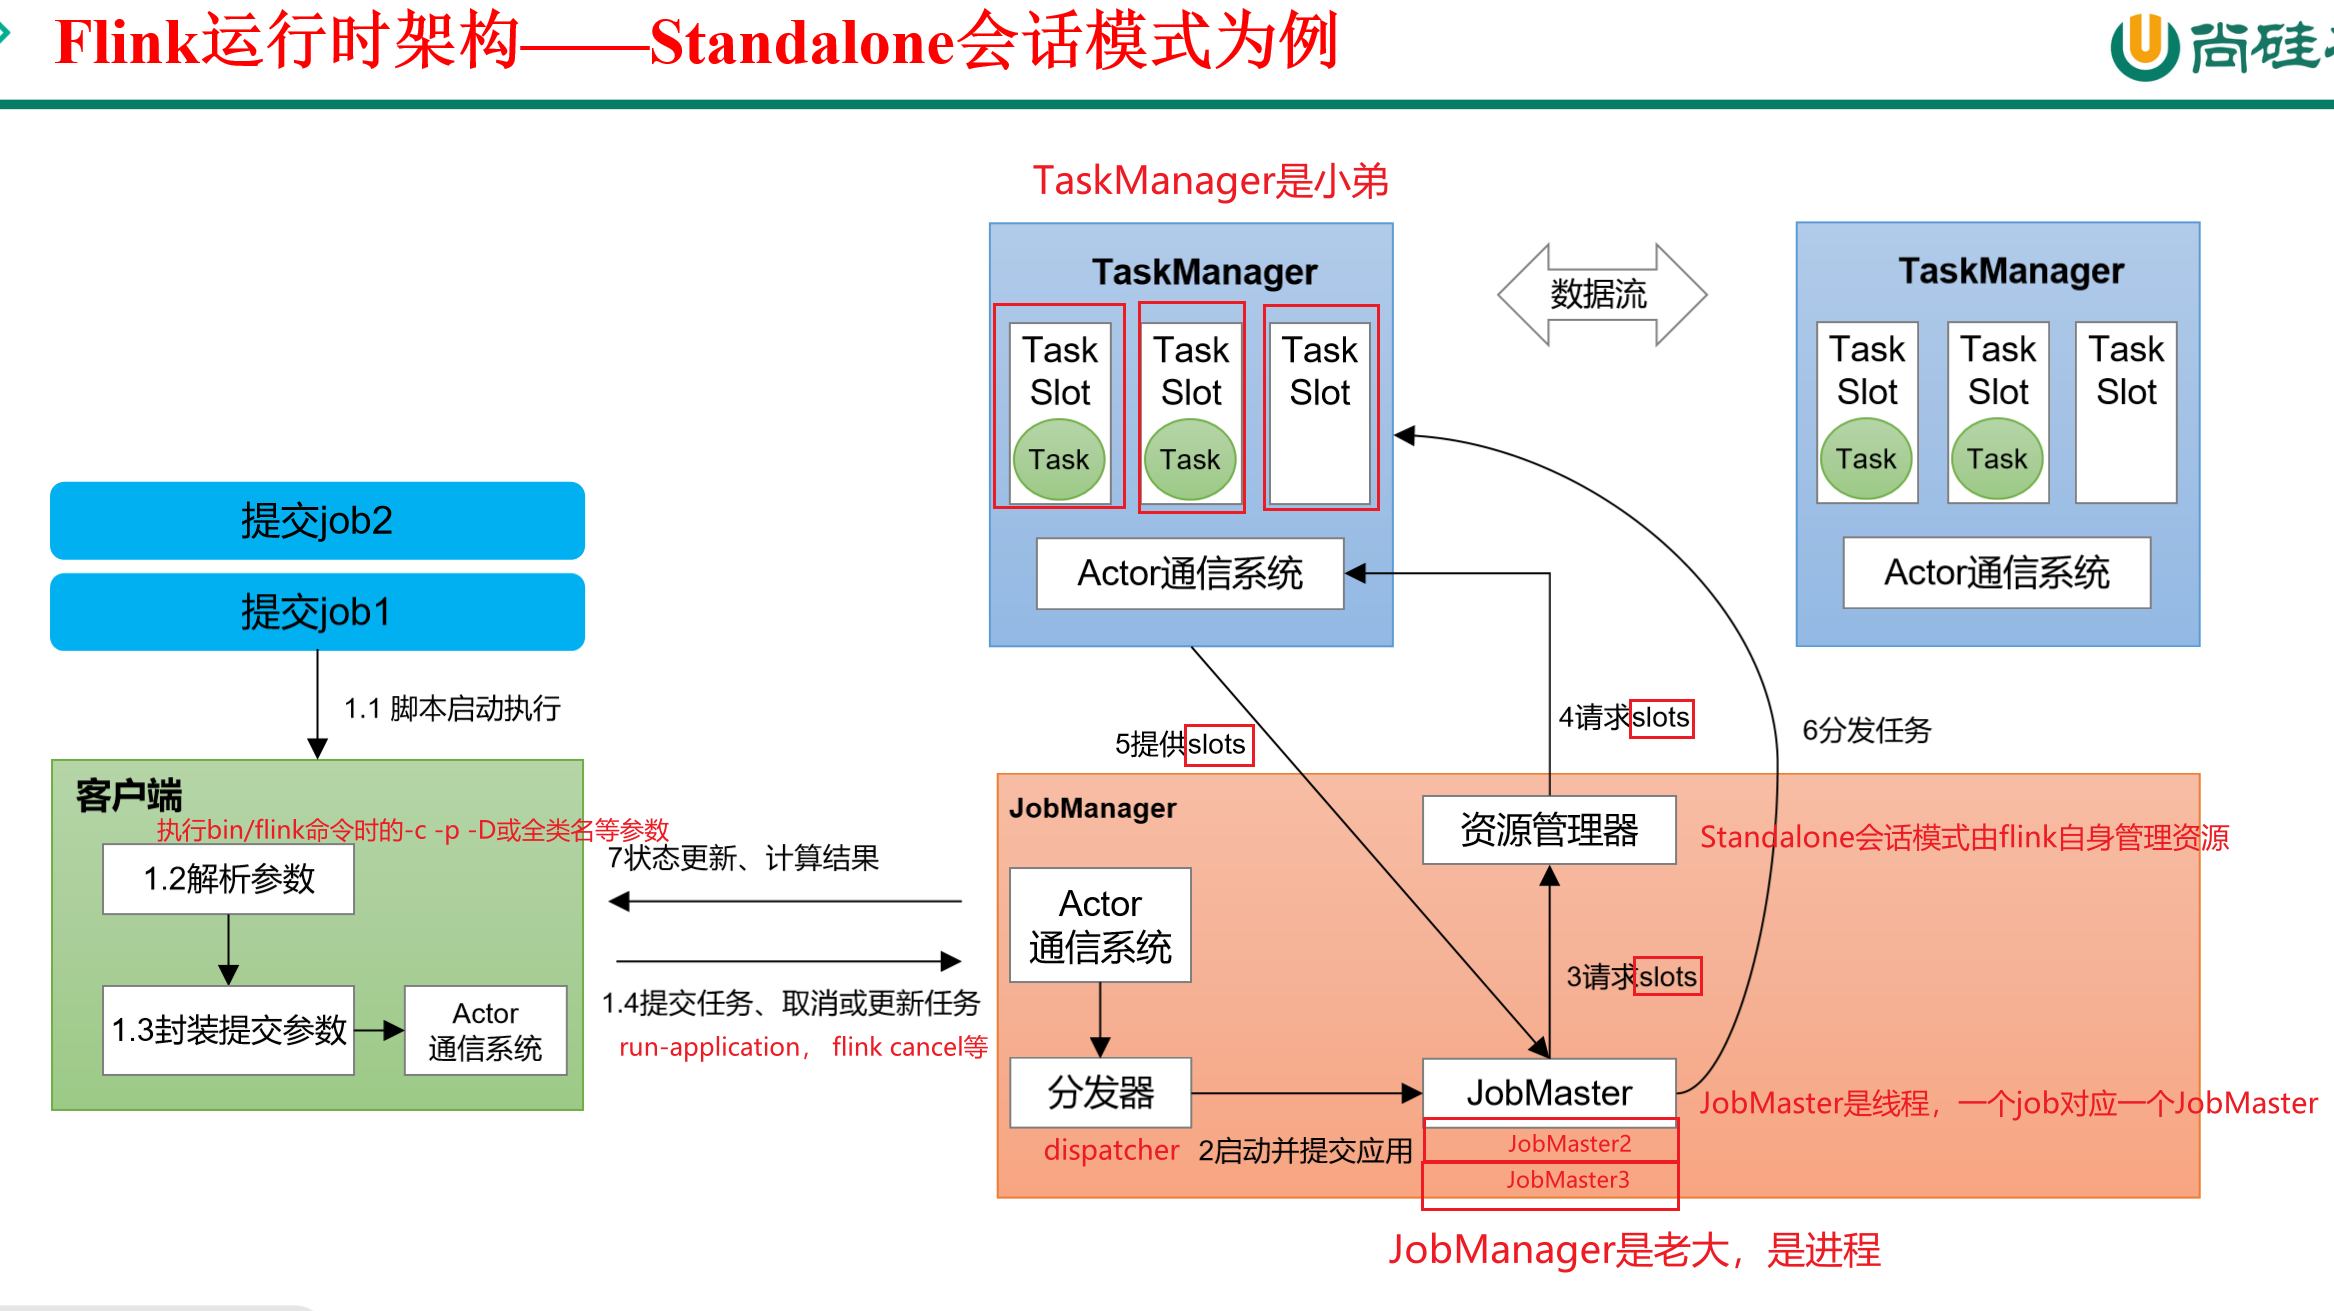 Flink运行时架构——Standalone会话模式为例
尚硅
TaskManager是小弟
TaskManager
Task
Slot
Task
Task
Slot
Task
Task
Slot
Actor通信系统
数据流
TaskManager
Task
Slot
Task
Task
Slot
Task
Task
Slot
Actor通信系统
提交job2
提交job1
1.1 脚本启动执行
客户端
执行bin/flink命令时的-c -p -D或全类名等参数
1.2解析参数
1.3封装提交参数
Actor
通信系统
7状态更新、计算结果
1.4提交任务、取消或更新任务
run-application， flink cancel等
5提供slots
4请求slots
6分发任务
JobManager
资源管理器
Standalone会话模式由flink自身管理资源
Actor
通信系统
3请求slots
分发器
dispatcher
2启动并提交应用
JobMaster
JobMaster是线程，一个job对应一个JobMaster
JobMaster2
JobMaster3
JobManager是老大，是进程